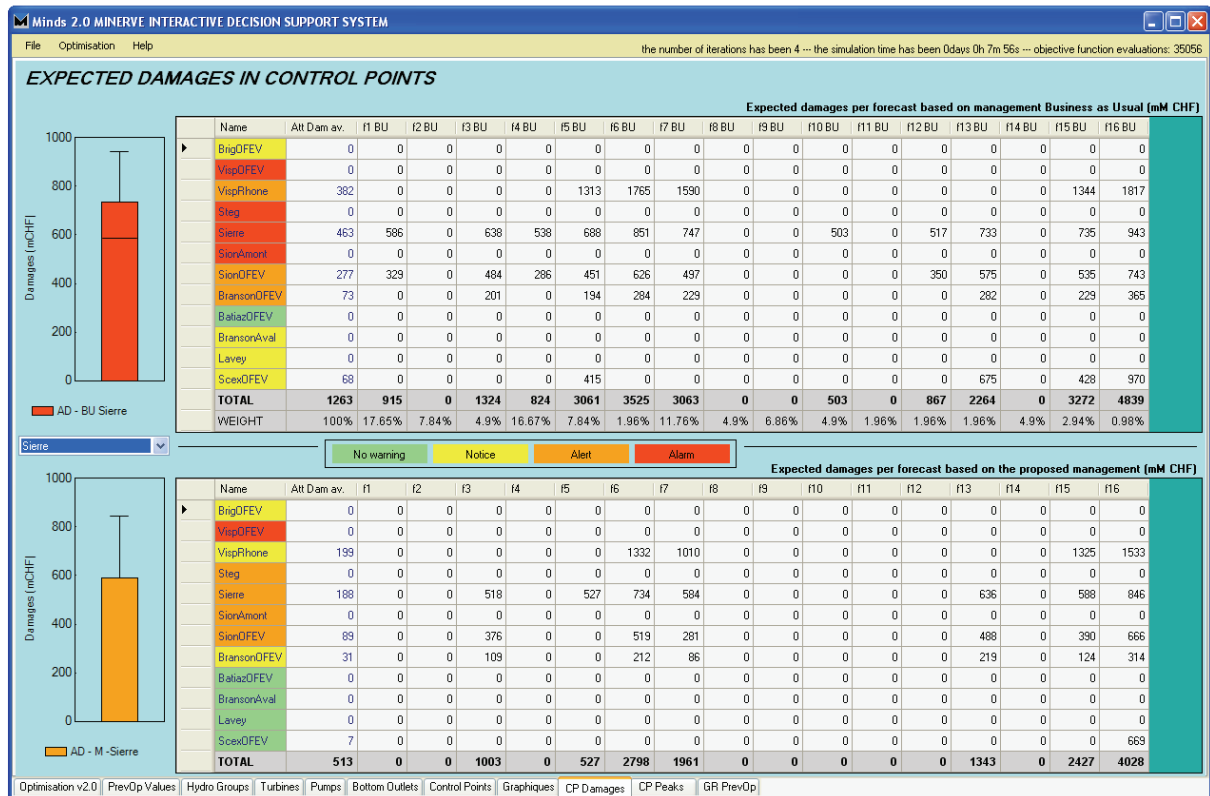 Minds 2.0 MINERVE INTERACTIVE DECISION SUPPORT SYSTEM
File Optimisation Help the number of iterations has been 4 --- the simulation time has been 0days 0h 7m 56s --- objective function evaluations: 35056
EXPECTED DAMAGES IN CONTROL POINTS
Expected damages per forecast based on management Business as Usual (mM CHF)
1000
800
600
400
200
0
Damages (mCHF)
AD - BU Sierre
Name Att Dam av. f1 BU f2 BU f3 BU f4 BU f5 BU f6 BU f7 BU f8 BU f9 BU f10 BU f11 BU f12 BU f13 BU f14 BU f15 BU f16 BU
BrigOFEV 0 0 0 0 0 0 0 0 0 0 0 0 0 0 0 0 0
VispOFEV 0 0 0 0 0 0 0 0 0 0 0 0 0 0 0 0 0
VispRhone 382 0 0 0 0 1313 1765 1590 0 0 0 0 0 0 0 1344 1817
Steg 0 0 0 0 0 0 0 0 0 0 0 0 0 0 0 0 0
Sierre 463 586 0 638 538 688 851 747 0 0 503 0 517 733 0 735 943
SionAmont 0 0 0 0 0 0 0 0 0 0 0 0 0 0 0 0 0
SionOFEV 277 329 0 484 286 451 626 497 0 0 0 0 350 575 0 535 743
BransonOFEV 73 0 0 201 0 194 284 229 0 0 0 0 0 282 0 229 365
BatiazOFEV 0 0 0 0 0 0 0 0 0 0 0 0 0 0 0 0 0
BransonAval 0 0 0 0 0 0 0 0 0 0 0 0 0 0 0 0 0
Lavey 0 0 0 0 0 0 0 0 0 0 0 0 0 0 0 0 0
ScexOFEV 68 0 0 0 0 415 0 0 0 0 0 0 0 675 0 428 970
TOTAL 1263 915 0 1324 824 3061 3525 3063 0 0 503 0 867 2264 0 3272 4839
WEIGHT 100% 17.65% 7.84% 4.9% 16.67% 7.84% 1.96% 11.76% 4.9% 6.86% 4.9% 1.96% 1.96% 1.96% 4.9% 2.94% 0.98%
Sierre
No warning Notice Alert Alarm
Expected damages per forecast based on the proposed management (mM CHF)
1000
800
600
400
200
0
Damages (mCHF)
AD - M -Sierre
Name Att Dam av. f1 f2 f3 f4 f5 f6 f7 f8 f9 f10 f11 f12 f13 f14 f15 f16
BrigOFEV 0 0 0 0 0 0 0 0 0 0 0 0 0 0 0 0 0
VispOFEV 0 0 0 0 0 0 0 0 0 0 0 0 0 0 0 0 0
VispRhone 199 0 0 0 0 0 1332 1010 0 0 0 0 0 0 0 1325 1533
Steg 0 0 0 0 0 0 0 0 0 0 0 0 0 0 0 0 0
Sierre 188 0 0 518 0 527 734 584 0 0 0 0 0 636 0 588 846
SionAmont 0 0 0 0 0 0 0 0 0 0 0 0 0 0 0 0 0
SionOFEV 89 0 0 376 0 0 519 281 0 0 0 0 0 488 0 390 666
BransonOFEV 31 0 0 109 0 0 212 86 0 0 0 0 0 219 0 124 314
BatiazOFEV 0 0 0 0 0 0 0 0 0 0 0 0 0 0 0 0 0
BransonAval 0 0 0 0 0 0 0 0 0 0 0 0 0 0 0 0 0
Lavey 0 0 0 0 0 0 0 0 0 0 0 0 0 0 0 0 0
ScexOFEV 7 0 0 0 0 0 0 0 0 0 0 0 0 0 0 0 669
TOTAL 513 0 0 1003 0 527 2798 1961 0 0 0 0 0 1343 0 2427 4028
Optimisation v2.0 PrevOp Values Hydro Groups Turbines Pumps Bottom Outlets Control Points Graphiques CP Damages CP Peaks GR PrevOp